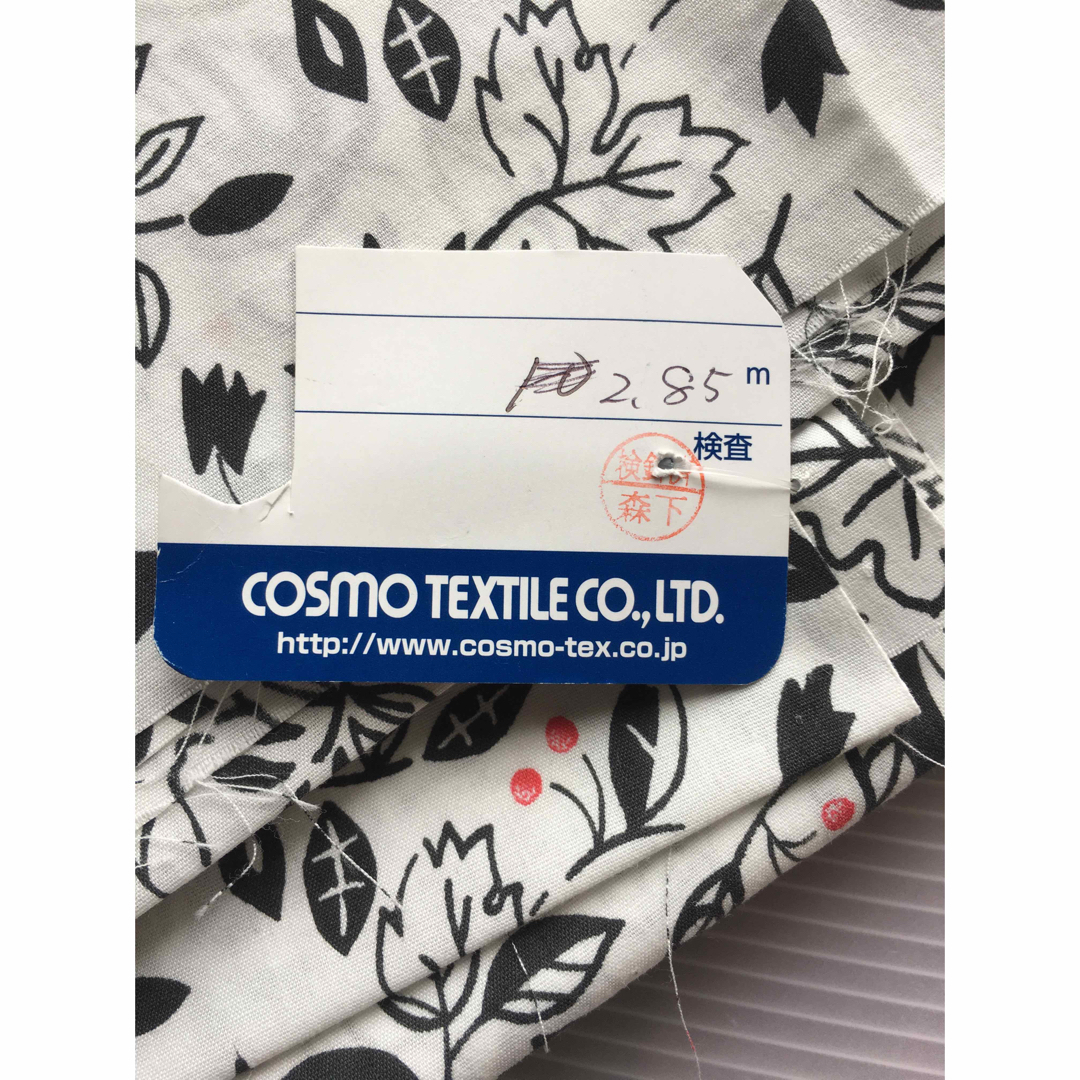 2.85 m
検査
森下
COSMO TEXTILE CO., LTD.
http://www.cosmo-tex.co.jp